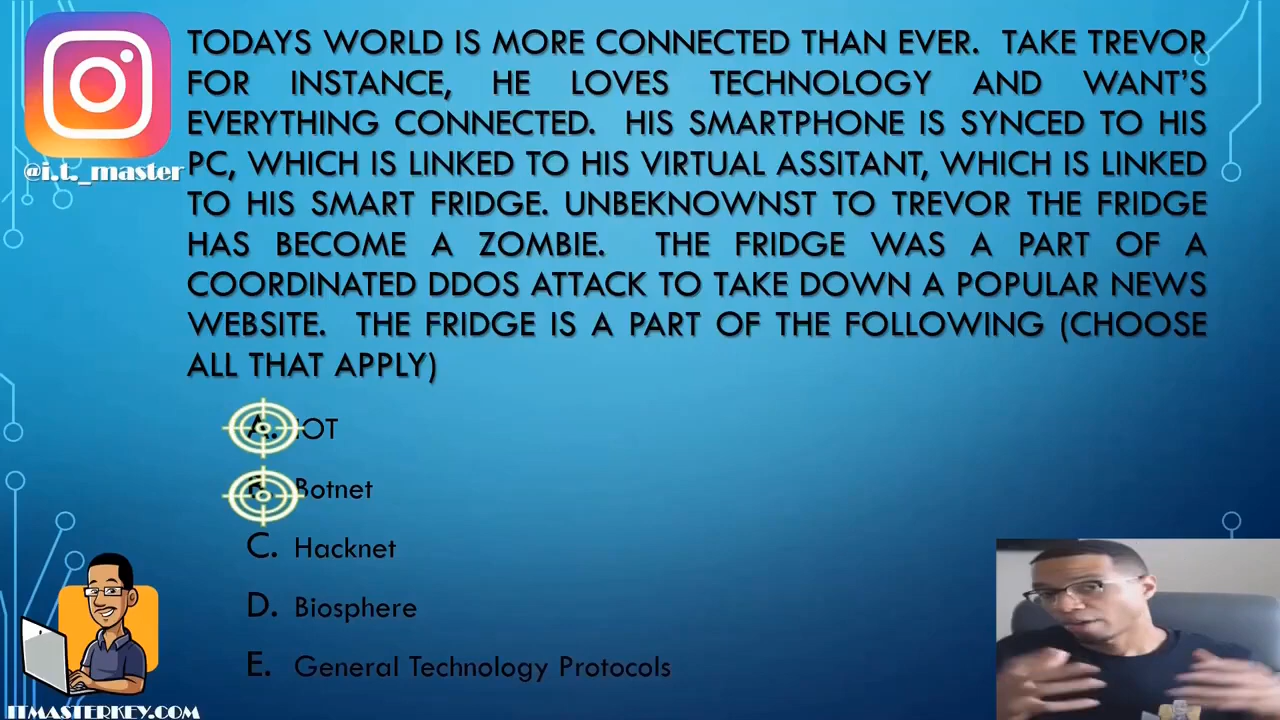 TODAYS WORLD IS MORE CONNECTED THAN EVER. TAKE TREVOR
FOR INSTANCE, HE LOVES TECHNOLOGY AND WANT’S
EVERYTHING CONNECTED. HIS SMARTPHONE IS SYNCED TO HIS
PC, WHICH IS LINKED TO HIS VIRTUAL ASSITANT, WHICH IS LINKED
TO HIS SMART FRIDGE. UNBEKNOWNST TO TREVOR THE FRIDGE
HAS BECOME A ZOMBIE. THE FRIDGE WAS A PART OF A
COORDINATED DDOS ATTACK TO TAKE DOWN A POPULAR NEWS
WEBSITE. THE FRIDGE IS A PART OF THE FOLLOWING (CHOOSE
ALL THAT APPLY)
@i.t._master
A. IOT
B. Botnet
C. Hacknet
D. Biosphere
E. General Technology Protocols
ITMASTERKEY.COM